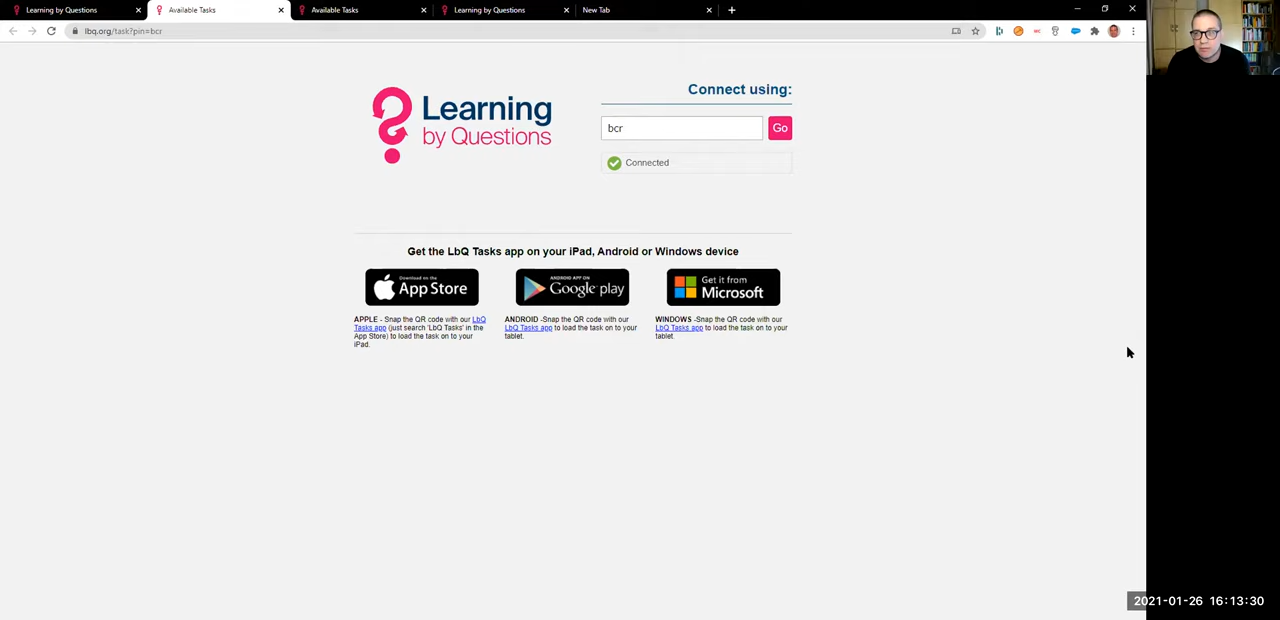 Learning by Questions
Available Tasks
Available Tasks
Learning by Questions
New Tab
lbq.org/task?pin=bcr
Learning
by Questions
Connect using:
bcr
Go
Connected
Get the LbQ Tasks app on your iPad, Android or Windows device
Download on the
App Store
ANDROID APP ON
Google play
Get it from
Microsoft
APPLE - Snap the QR code with our LbQ
Tasks app (just search 'LbQ Tasks' in the
App Store) to load the task on to your
iPad.
ANDROID -Snap the QR code with our
LbQ Tasks app to load the task on to your
tablet.
WINDOWS -Snap the QR code with our
LbQ Tasks app to load the task on to your
tablet.
2021-01-26 16:13:30